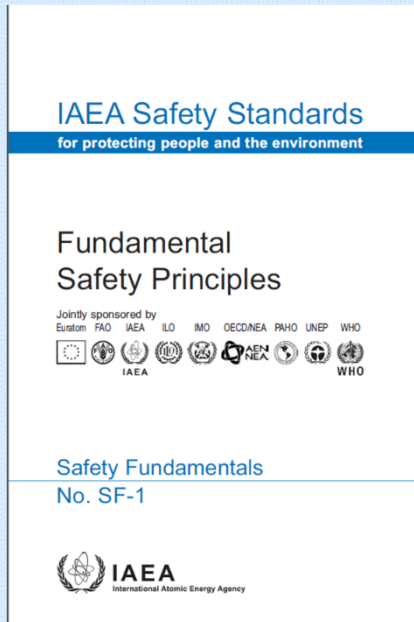 IAEA Safety Standards
for protecting people and the environment
Fundamental
Safety Principles
Jointly sponsored by
Euratom FAO IAEA ILO IMO OECD/NEA PAHO UNEP WHO
AEN
NEA
IAEA
WHO
Safety Fundamentals
No. SF-1
IAEA
International Atomic Energy Agency